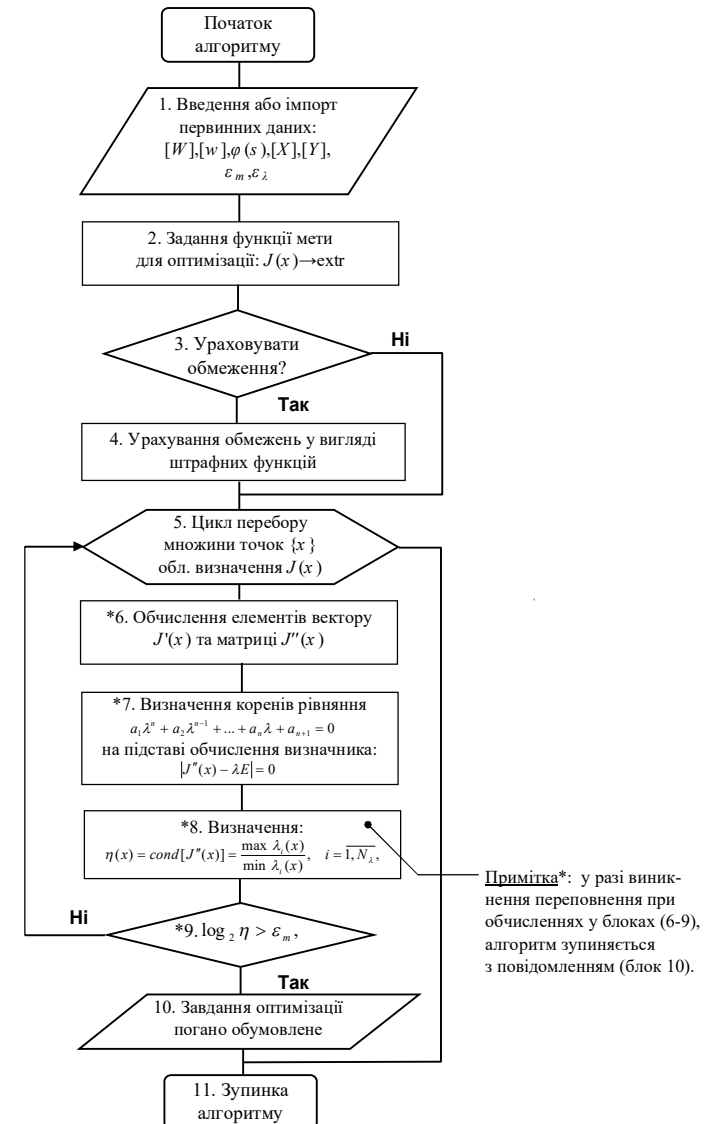 Початок
алгоритму
1. Введення або імпорт
первинних даних:
[W],[w],φ(s),[X],[Y],
ε_m,ε_λ
2. Задання функції мети
для оптимізації: J(x)→extr
3. Ураховувати
обмеження?
Ні
Так
4. Урахування обмежень у вигляді
штрафних функцій
5. Цикл перебору
множини точок {x}
обл. визначення J(x)
*6. Обчислення елементів вектору
J'(x) та матриці J''(x)
*7. Визначення коренів рівняння
a₁λⁿ + a₂λⁿ⁻¹ + ... + aₙλ + aₙ₊₁ = 0
на підставі обчислення визначника:
|J″(x) − λE| = 0
*8. Визначення:
η(x) = cond[J″(x)] = max λᵢ(x) / min λᵢ(x), i = 1, N_λ,
Примітка*: у разі виник-
нення переповнення при
обчисленнях у блоках (6-9),
алгоритм зупиняється
з повідомленням (блок 10).
Ні
*9. log₂ η > ε_m,
Так
10. Завдання оптимізації
погано обумовлене
11. Зупинка
алгоритму